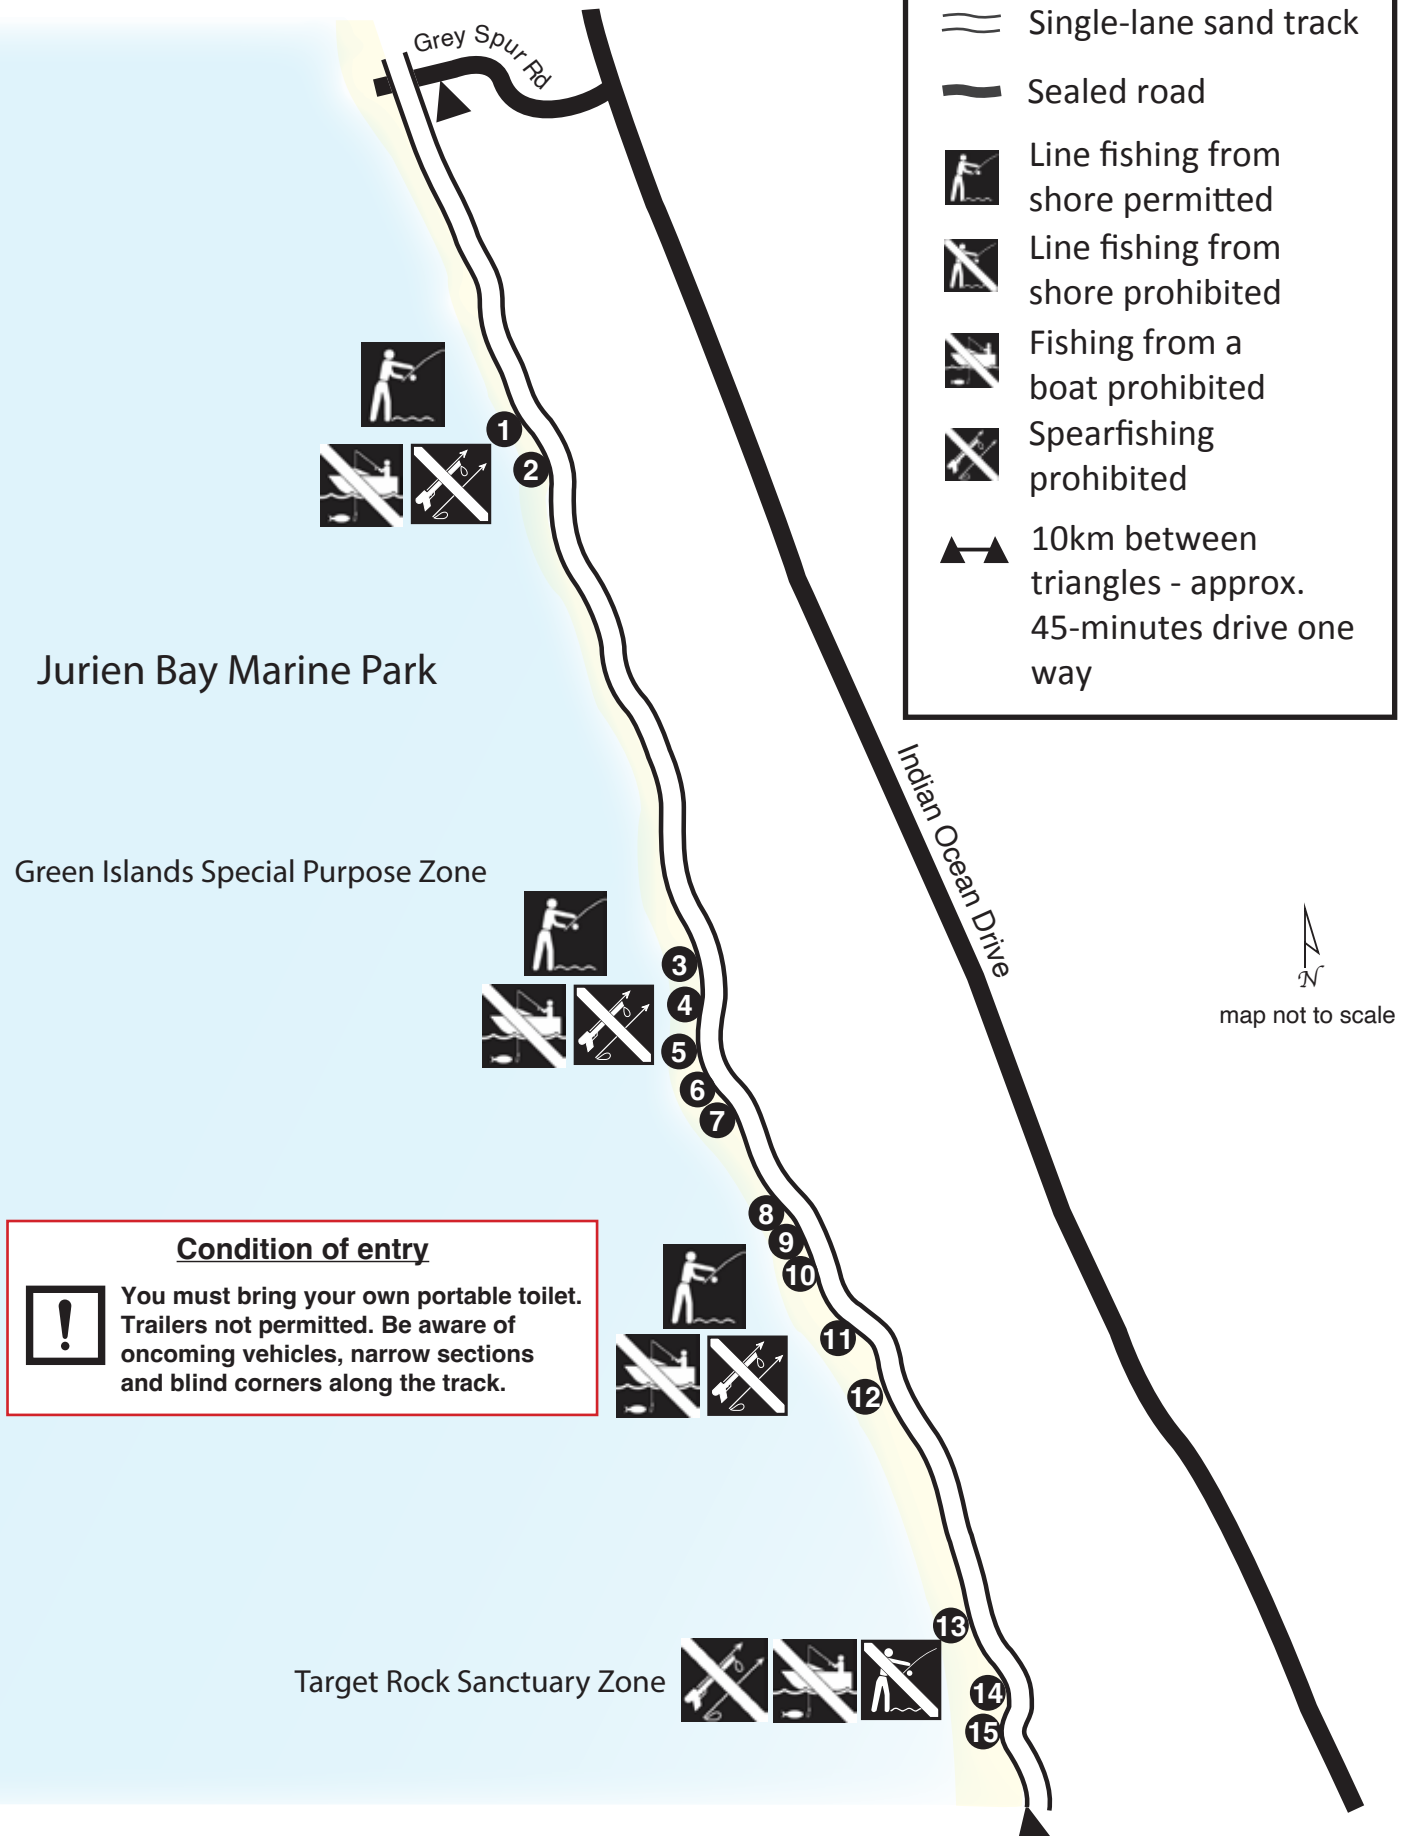 Grey Spur Rd
Single-lane sand track
Sealed road
Line fishing from
shore permitted
Line fishing from
shore prohibited
Fishing from a
boat prohibited
Spearfishing
prohibited
10km between
triangles - approx.
45-minutes drive one
way
1
2
Jurien Bay Marine Park
Indian Ocean Drive
Green Islands Special Purpose Zone
N
map not to scale
3
4
5
6
7
8
9
10
11
12
Condition of entry
!
You must bring your own portable toilet.
Trailers not permitted. Be aware of
oncoming vehicles, narrow sections
and blind corners along the track.
13
Target Rock Sanctuary Zone
14
15